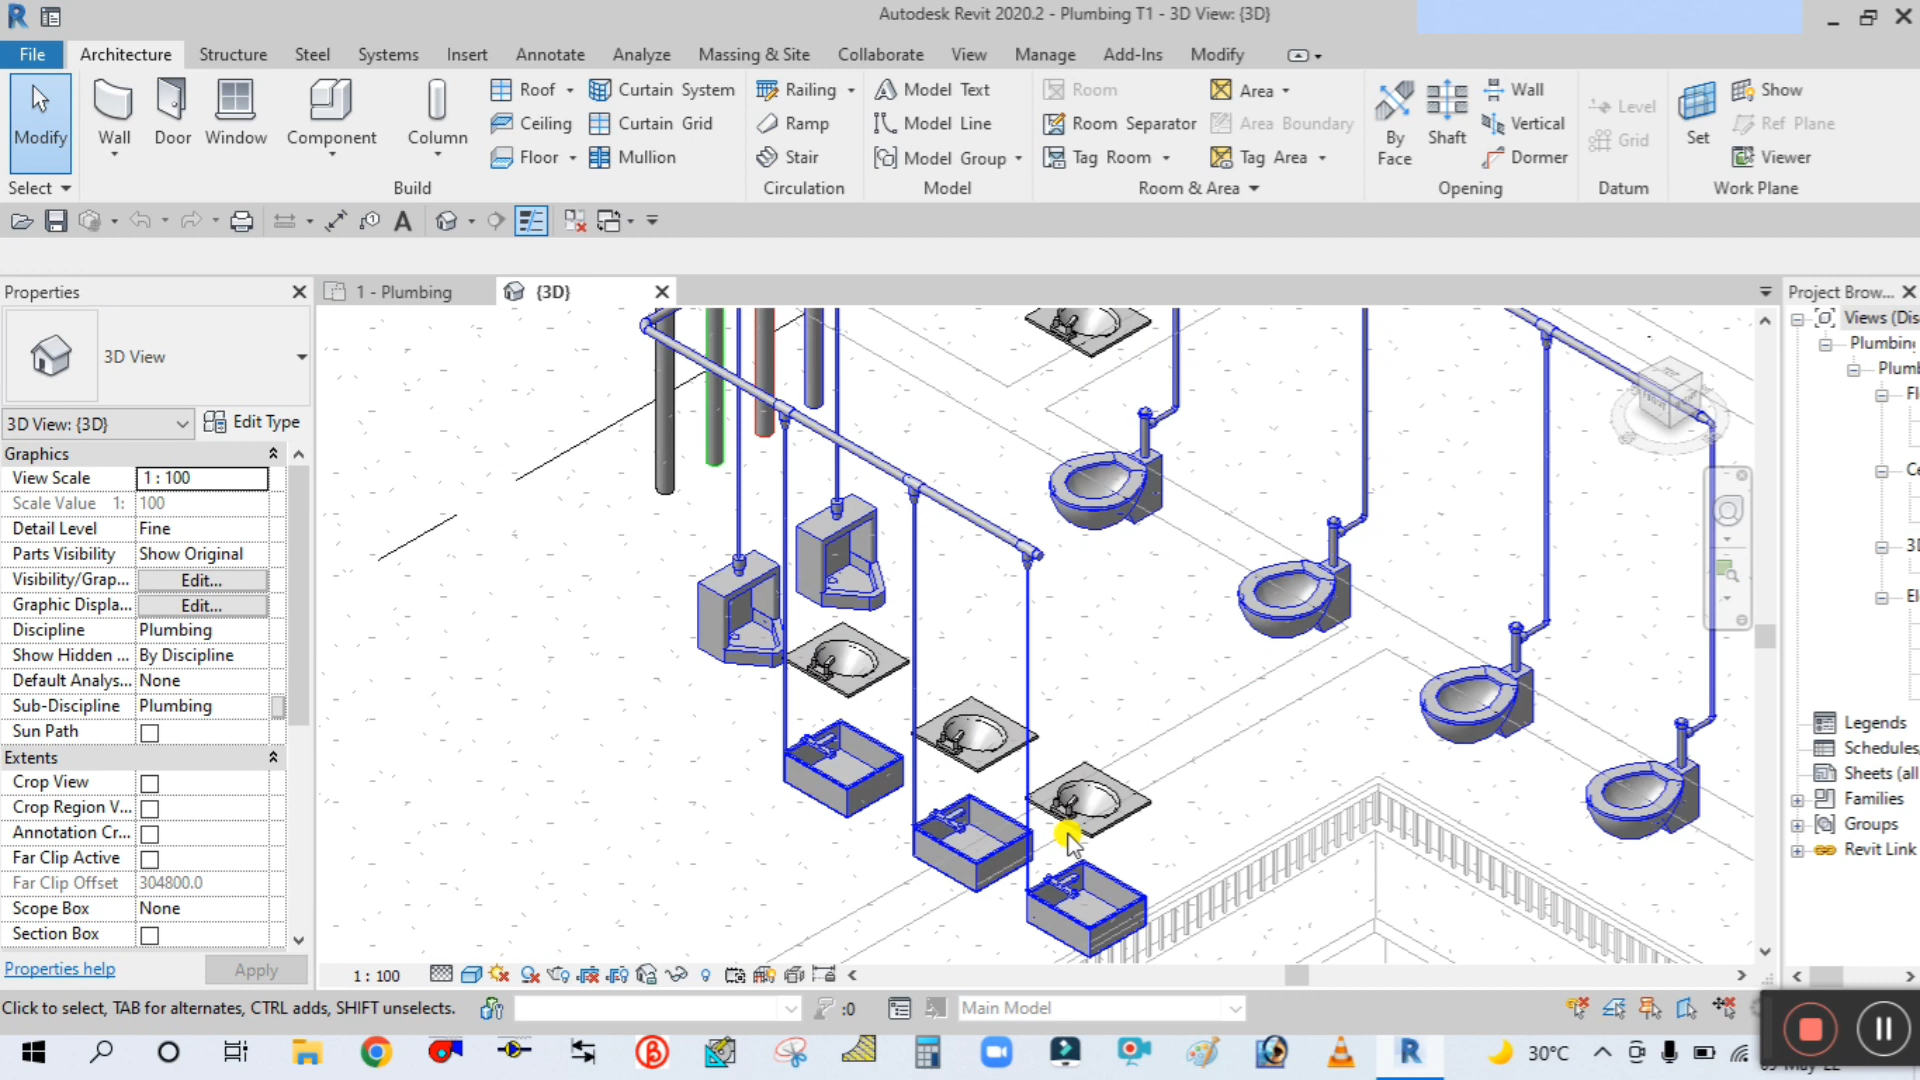 Autodesk Revit 2020.2 - Plumbing T1 - 3D View: {3D}
File Architecture Structure Steel Systems Insert Annotate Analyze Massing & Site Collaborate View Manage Add-Ins Modify
Modify Wall Door Window Component Column
Roof Curtain System Railing Model Text Room Area Wall Show
Ceiling Curtain Grid Ramp Model Line Room Separator Area Boundary Vertical Level Ref Plane
Floor Mullion Stair Model Group Tag Room Tag Area By Face Shaft Dormer Grid Set Viewer
Select Build Circulation Model Room & Area Opening Datum Work Plane
Properties
1 - Plumbing
{3D}
Project Brow...
3D View
3D View: {3D} Edit Type
Graphics
View Scale 1 : 100
Scale Value 1: 100
Detail Level Fine
Parts Visibility Show Original
Visibility/Grap... Edit...
Graphic Displa... Edit...
Discipline Plumbing
Show Hidden ... By Discipline
Default Analys... None
Sub-Discipline Plumbing
Sun Path
Extents
Crop View
Crop Region V...
Annotation Cr...
Far Clip Active
Far Clip Offset 304800.0
Scope Box None
Section Box
Properties help Apply
Views (Dis
Plumbing
Plumb
Fl
Ce
3D
El
Legends
Schedules,
Sheets (all
Families
Groups
Revit Link
1 : 100
Click to select, TAB for alternates, CTRL adds, SHIFT unselects.
:0
Main Model
30°C